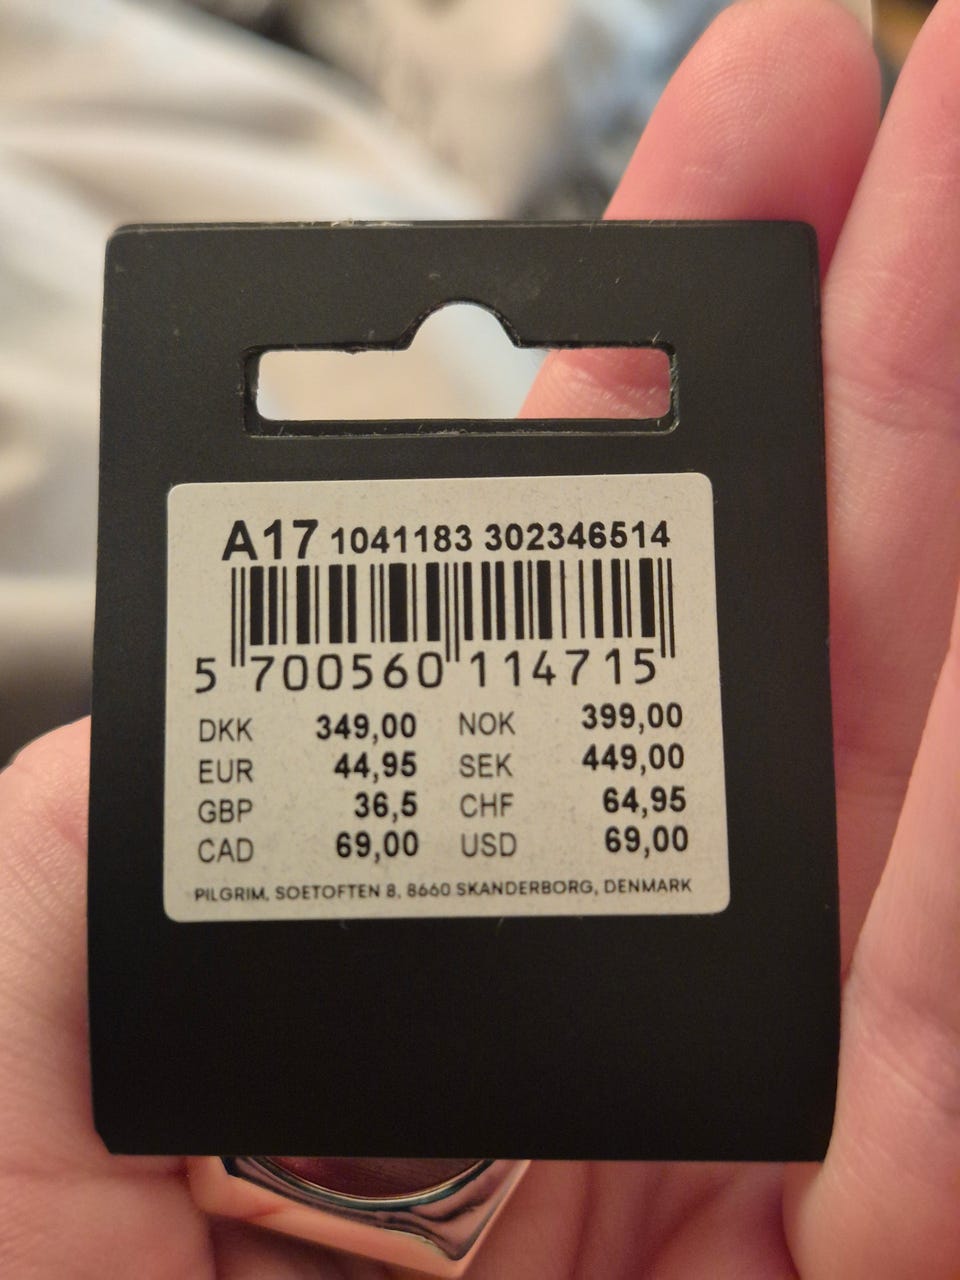 A17 1041183 302346514
5 700560 114715
DKK 349,00 NOK 399,00
EUR 44,95 SEK 449,00
GBP 36,5 CHF 64,95
CAD 69,00 USD 69,00
PILGRIM, SOETOFTEN 8, 8660 SKANDERBORG, DENMARK